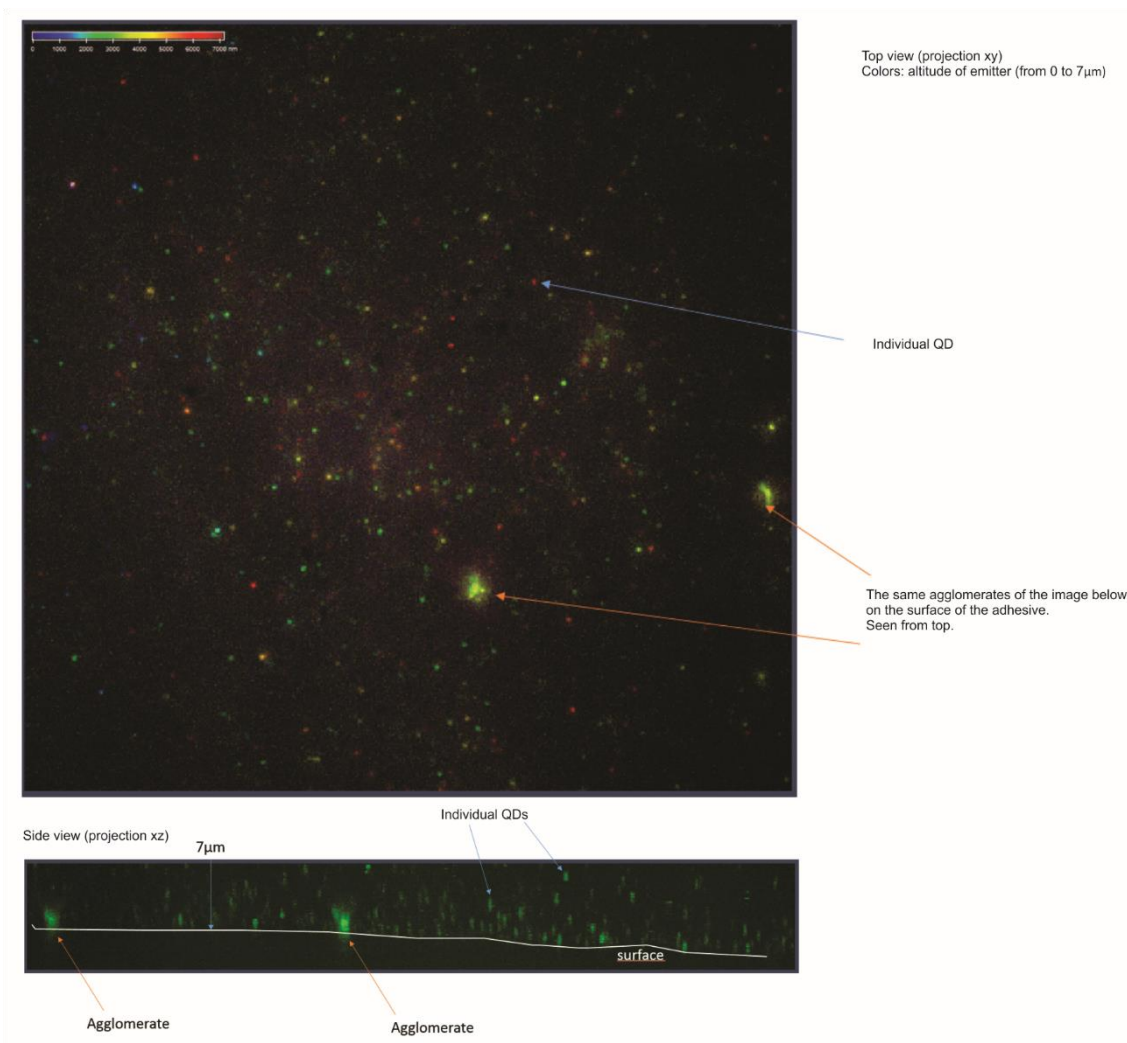 0 1000 2000 3000 4000 5000 6000 7000 nm
Top view (projection xy)
Colors: altitude of emitter (from 0 to 7µm)
Individual QD
The same agglomerates of the image below
on the surface of the adhesive.
Seen from top.
Individual QDs
Side view (projection xz)
7µm
surface
Agglomerate
Agglomerate